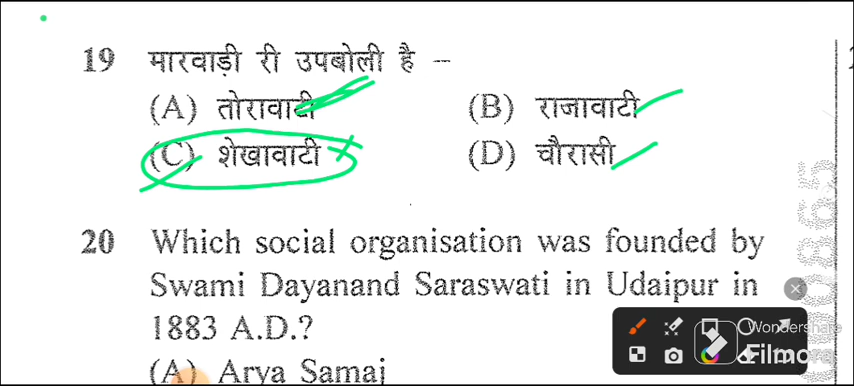 19 मारवाड़ी री उपबोली है –
(A) तोरावाटी (B) राजावाटी
(C) शेखावाटी (D) चौरासी
20 Which social organisation was founded by
Swami Dayanand Saraswati in Udaipur in
1883 A.D.?
(A) Arya Samaj
Wondershare
Filmora